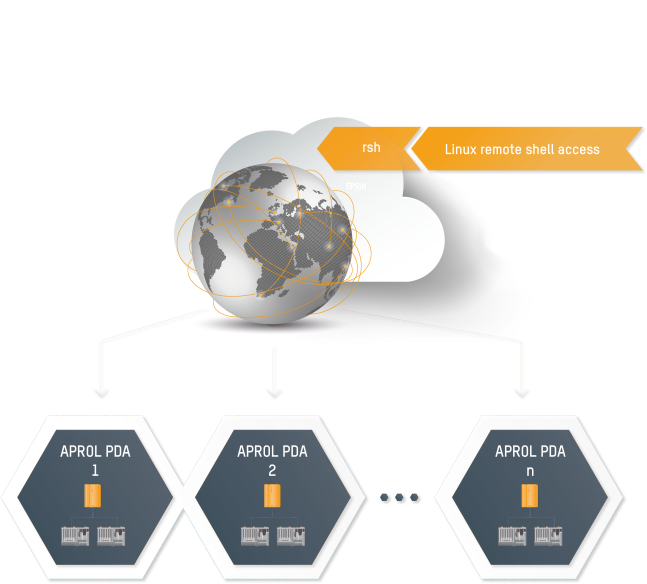 rsh
Linux remote shell access
APROL PDA
1
APROL PDA
2
APROL PDA
n